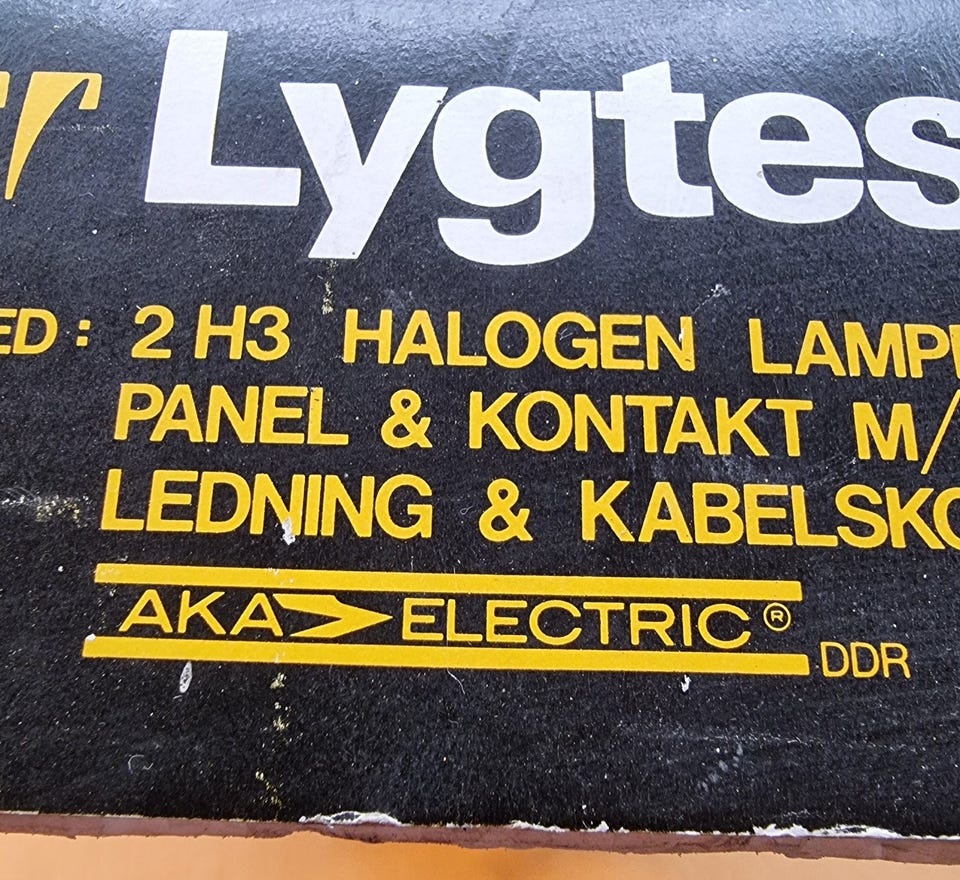 Lygtes
ED: 2 H3 HALOGEN LAMP
PANEL & KONTAKT M/
LEDNING & KABELSKO
AKA ELECTRIC ® DDR